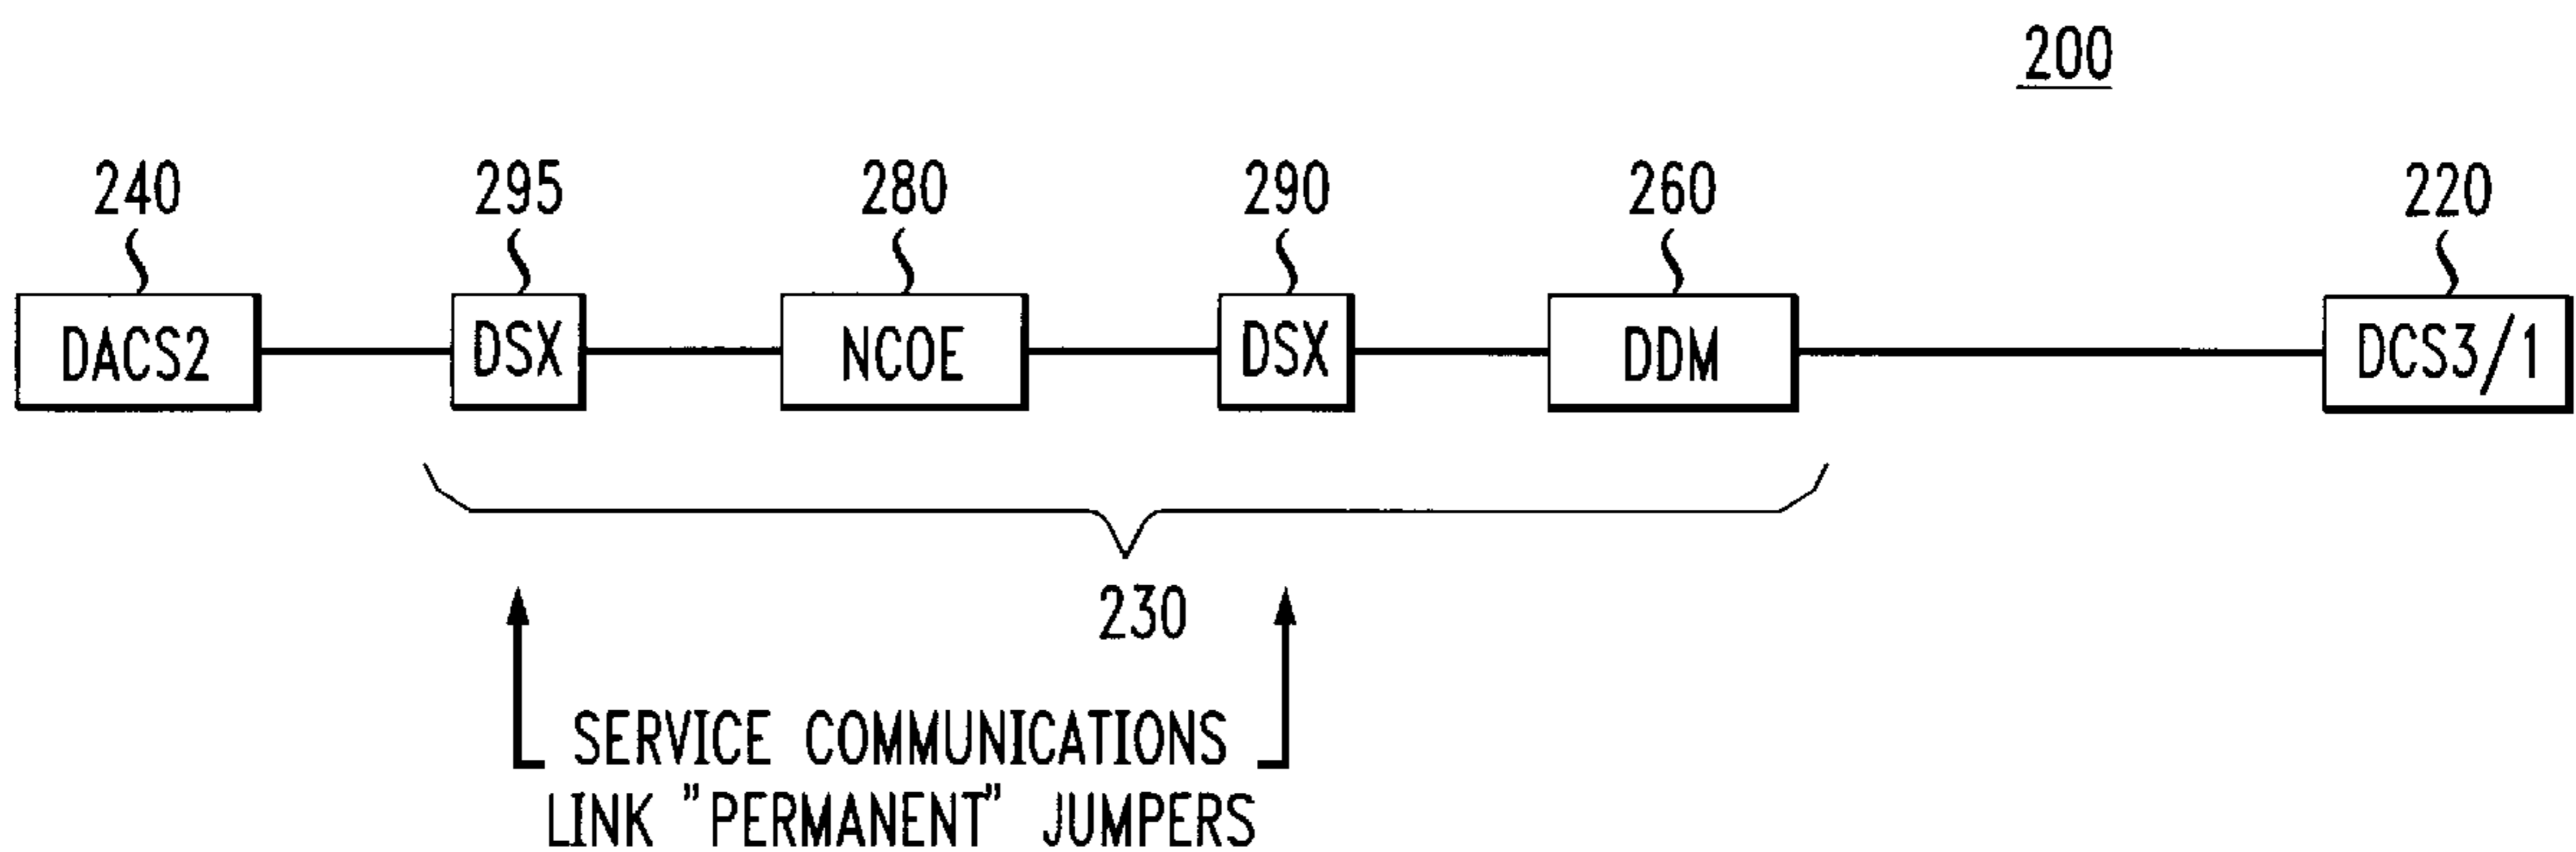 200
240 295 280 290 260 220
DACS2 DSX NCOE DSX DDM DCS3/1
230
SERVICE COMMUNICATIONS
LINK "PERMANENT" JUMPERS